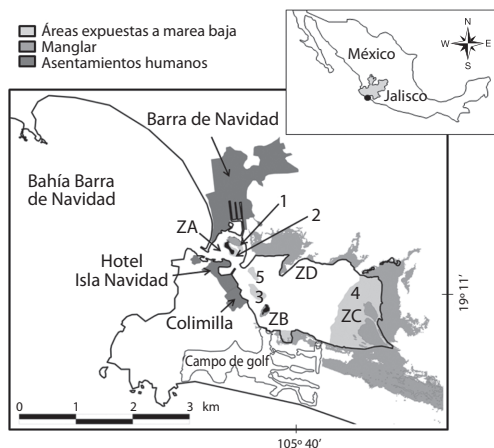 Áreas expuestas a marea baja
Manglar
Asentamientos humanos
N
W
E
S
México
Jalisco
Barra de Navidad
Bahía Barra
de Navidad
1
ZA
2
Hotel
Isla Navidad
5
ZD
4
3
ZC
ZB
Colimilla
19º 11′
Campo de golf
0 1 2 3 km
105º 40′